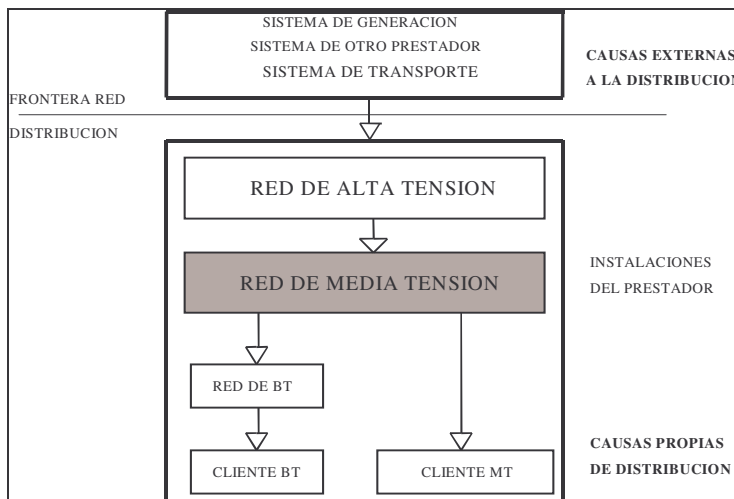 SISTEMA DE GENERACION
SISTEMA DE OTRO PRESTADOR
SISTEMA DE TRANSPORTE
CAUSAS EXTERNAS
A LA DISTRIBUCION
FRONTERA RED
DISTRIBUCION
RED DE ALTA TENSION
RED DE MEDIA TENSION
INSTALACIONES
DEL PRESTADOR
RED DE BT
CLIENTE BT
CLIENTE MT
CAUSAS PROPIAS
DE DISTRIBUCION